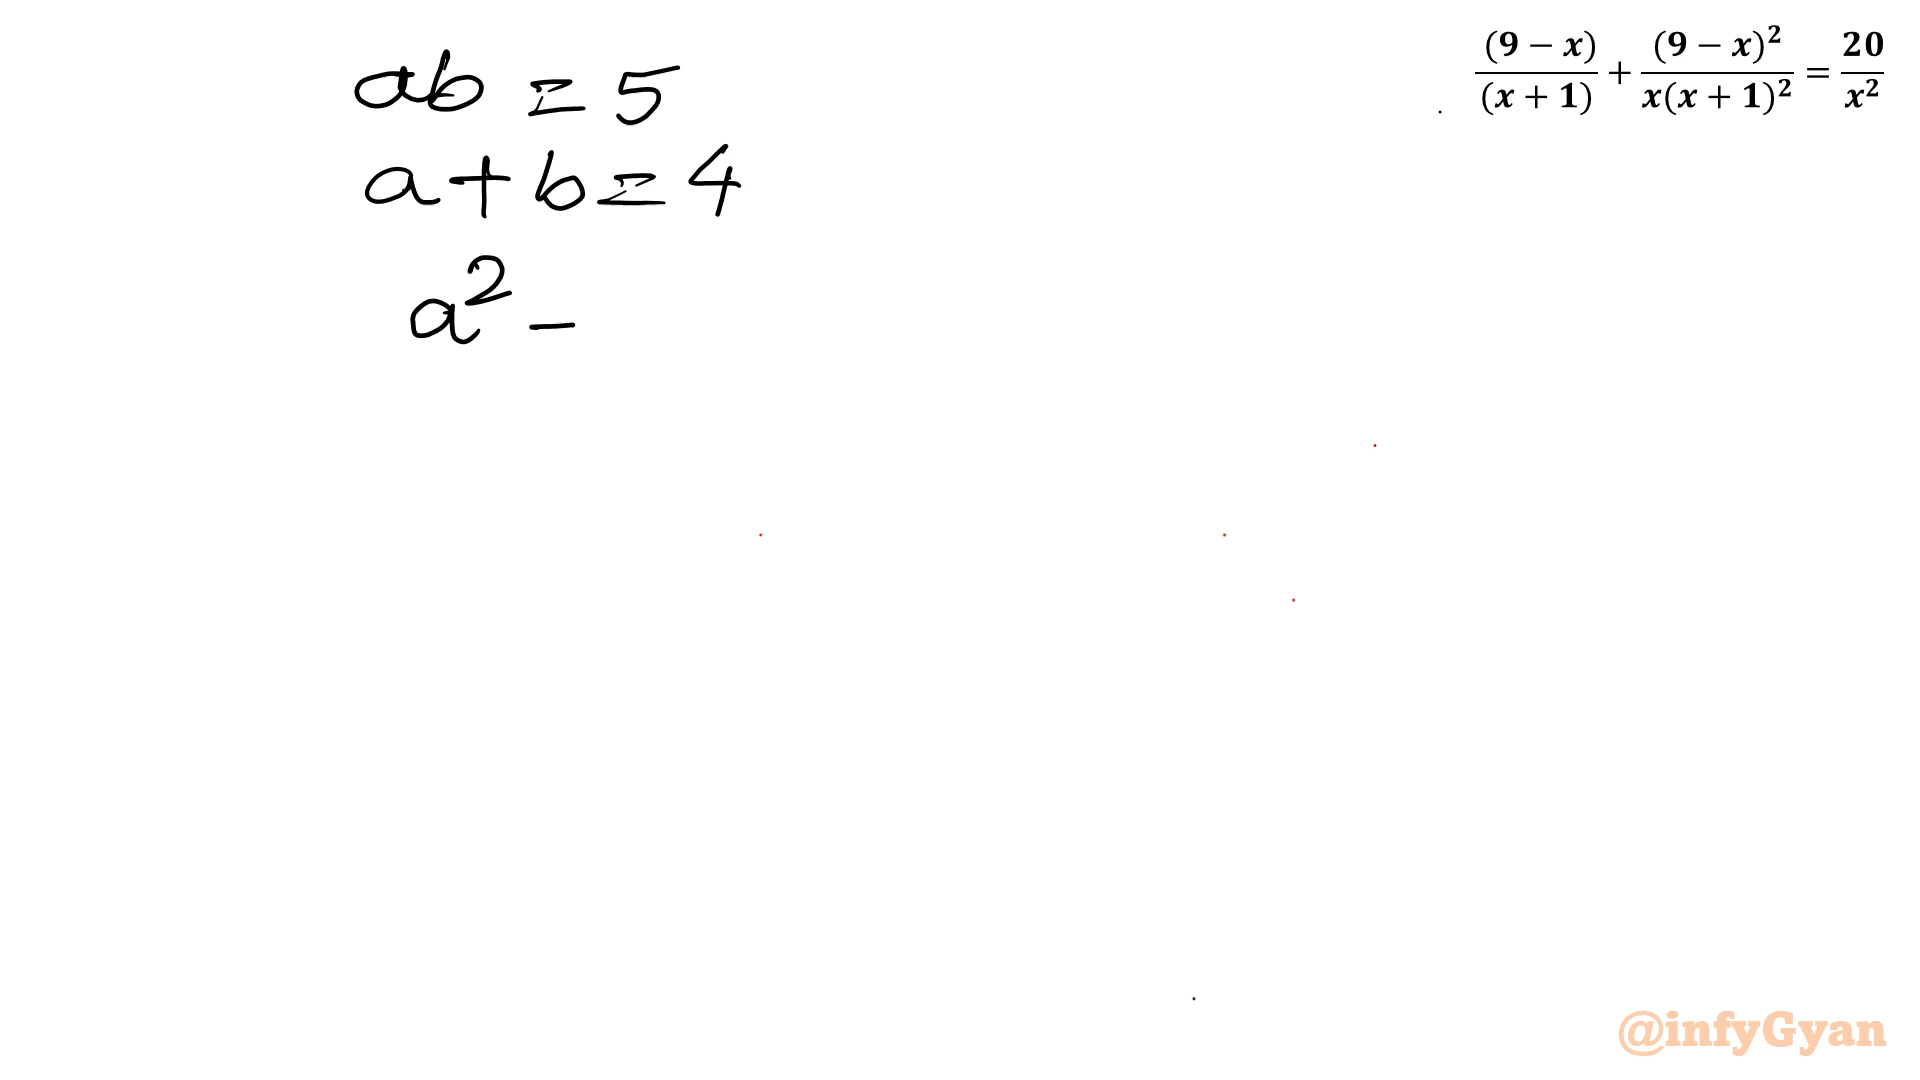 ab = 5
a + b = 4
a² -
(9 − x)/(x + 1) + (9 − x)²/x(x + 1)² = 20/x²
@infyGyan